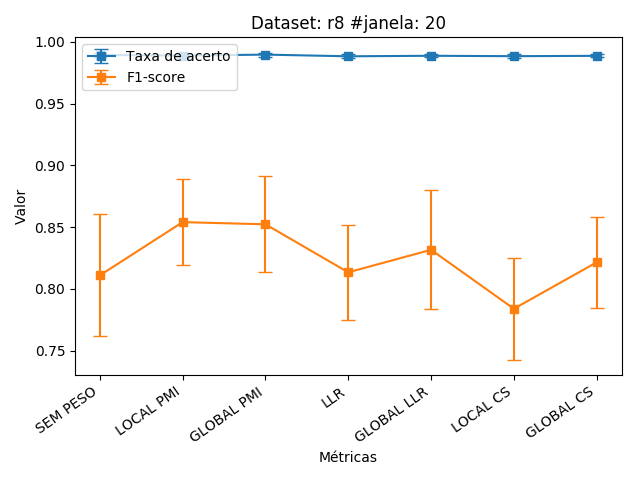 Dataset: r8 #janela: 20
Taxa de acerto
F1-score
Valor
1.00
0.95
0.90
0.85
0.80
0.75
SEM PESO
LOCAL PMI
GLOBAL PMI
LLR
GLOBAL LLR
LOCAL CS
GLOBAL CS
Métricas